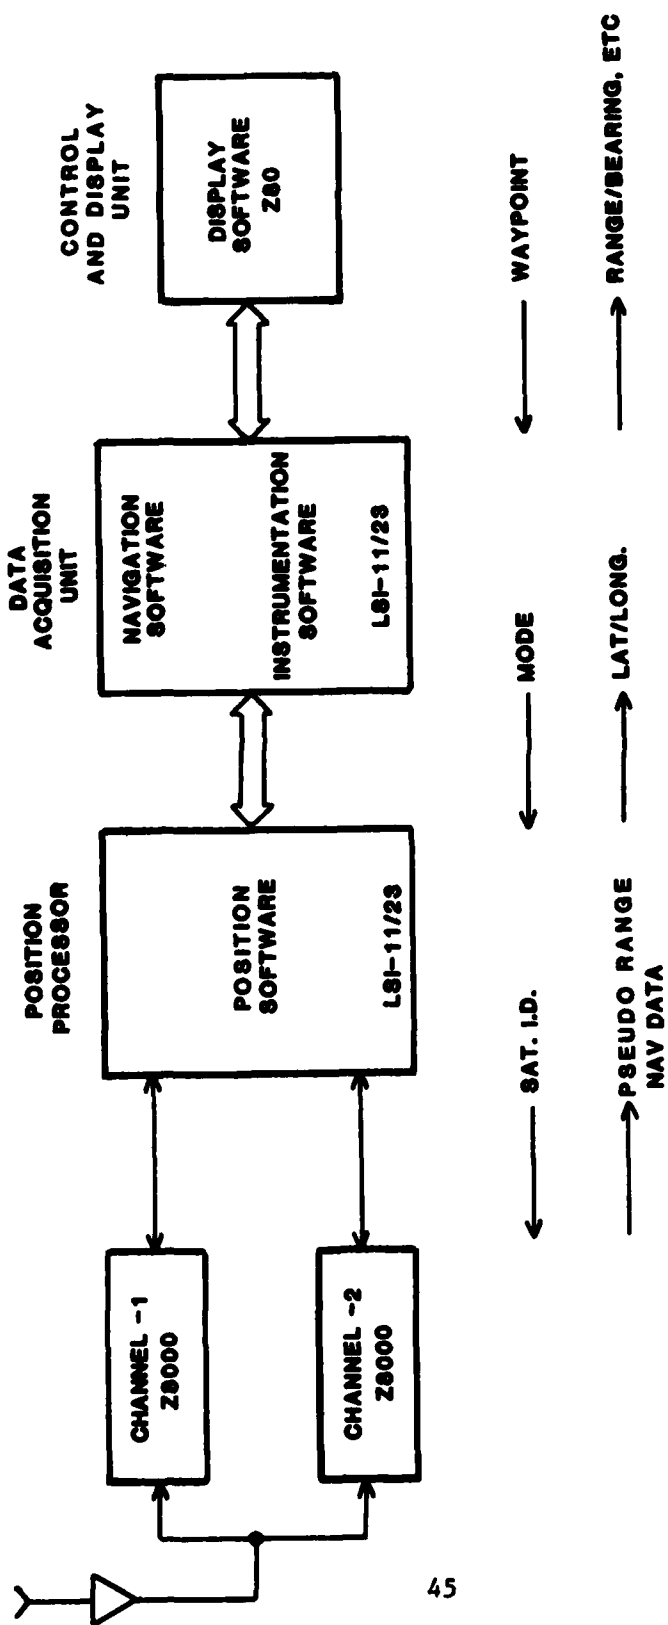 CHANNEL -1
Z8000
CHANNEL -2
Z8000
POSITION
PROCESSOR
POSITION
SOFTWARE
LSI-11/23
DATA
ACQUISITION
UNIT
NAVIGATION
SOFTWARE
INSTRUMENTATION
SOFTWARE
LSI-11/23
CONTROL
AND DISPLAY
UNIT
DISPLAY
SOFTWARE
Z80
SAT. I.D.
MODE
WAYPOINT
PSEUDO RANGE
NAV DATA
LAT/LONG.
RANGE/BEARING, ETC
45